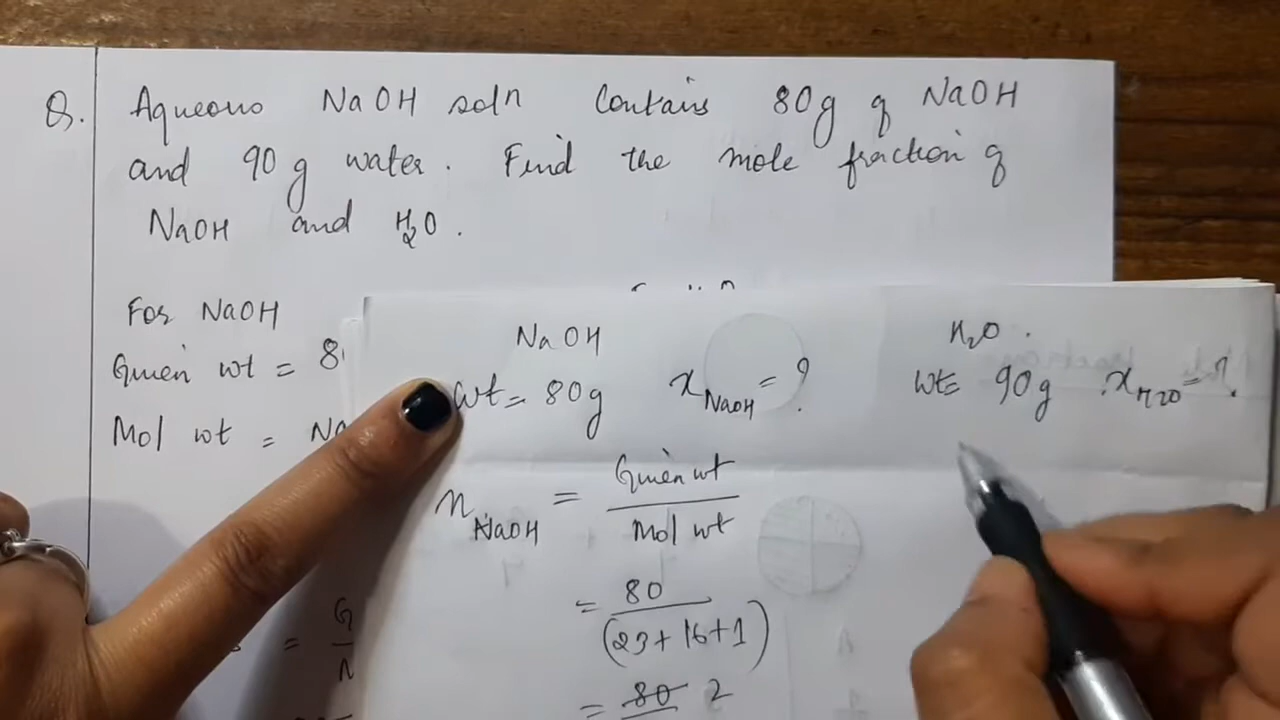 Q. Aqueous NaOH soln Contains 80g of NaOH
and 90 g water. Find the mole fraction of
NaOH and H2O.
For NaOH
Given wt = 8
Mol wt = Na
NaOH
wt= 80g xNaOH = ?
nNaOH = Given wt
Mol wt
= 80
(23+16+1)
= 80 2
H2O.
wt= 90g xH2O = ?